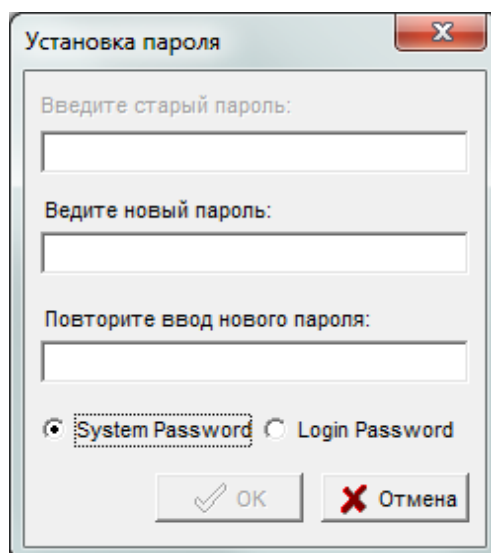 Установка пароля
Введите старый пароль:
Ведите новый пароль:
Повторите ввод нового пароля:
System Password Login Password
OK Отмена